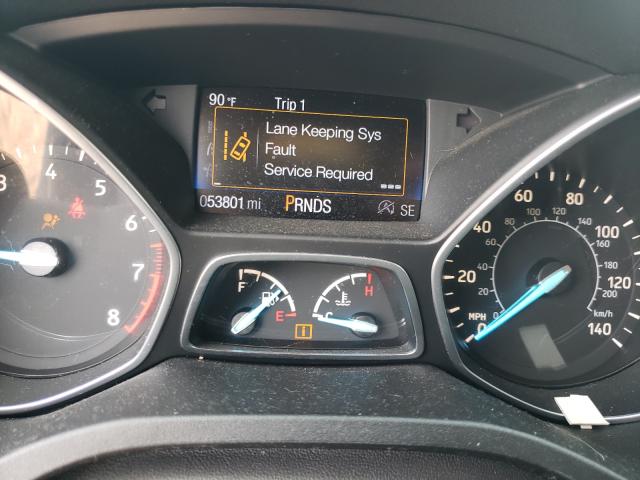 90 °F Trip 1
Lane Keeping Sys
Fault
Service Required
053801 mi PRNDS SE
3 4 5 6 7 8
F E
H C
i
MPH 0 20 40 60 80 100 120 140
0 20 40 60 80 100 120 140 160 180 200 km/h